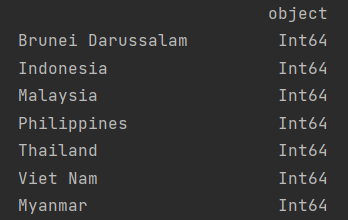 object
Brunei Darussalam Int64
Indonesia Int64
Malaysia Int64
Philippines Int64
Thailand Int64
Viet Nam Int64
Myanmar Int64